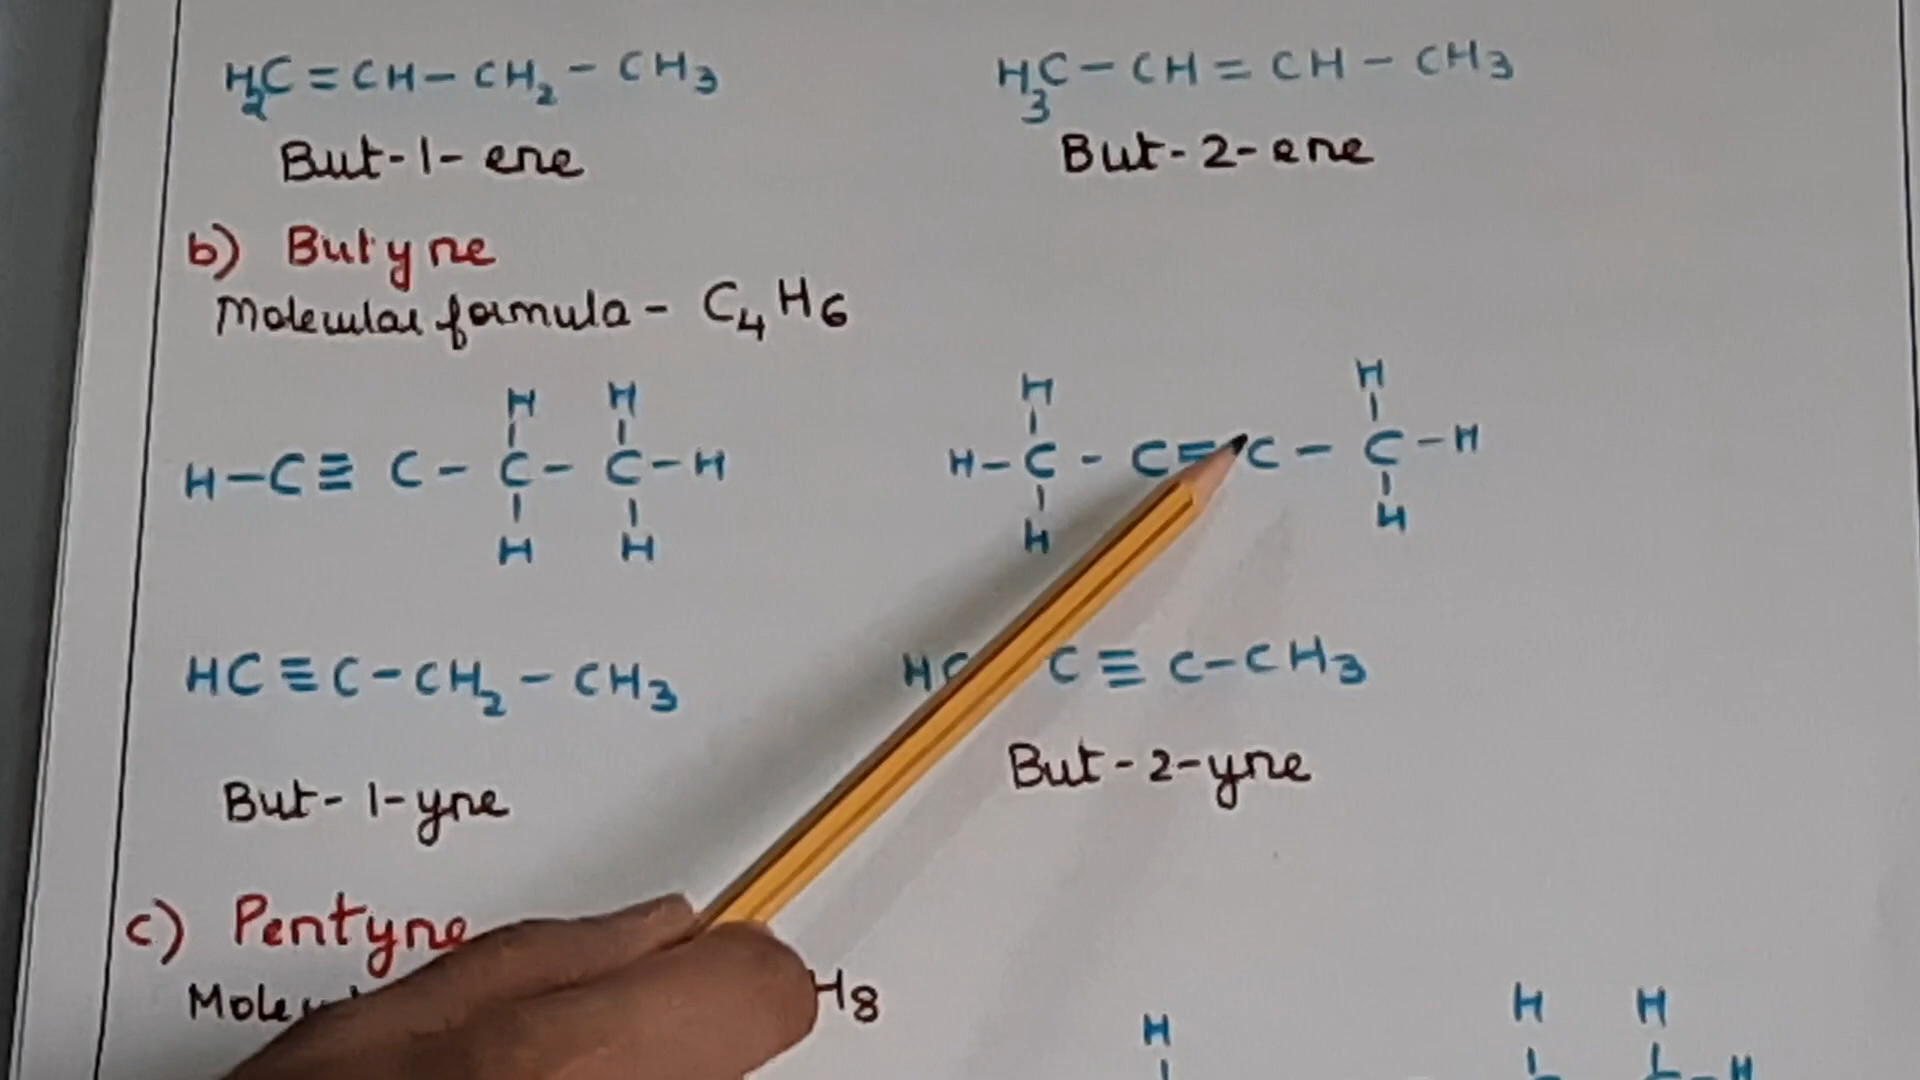 H₂C = CH – CH₂ – CH₃
H₃C – CH = CH – CH₃
But-1-ene
But-2-ene
b) Butyne
Molecular formula – C₄H₆
H H
H – C ≡ C – C – C – H
H H
H H
H – C – C ≡ C – C – H
H H
HC ≡ C – CH₂ – CH₃
HC C ≡ C – CH₃
But-1-yne
But-2-yne
c) Pentyne
H₈
H H H
H